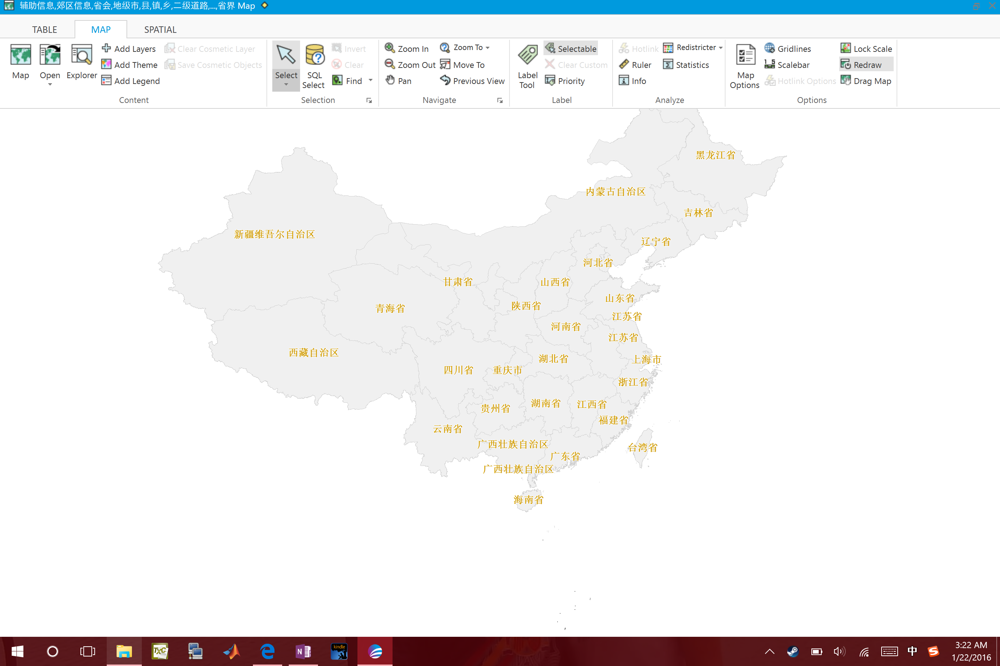 辅助信息,郊区信息,省会,地级市,县,镇,乡,二级道路,...,省界 Map
TABLE MAP SPATIAL
Map
Open
Explorer
Add Layers
Add Theme
Add Legend
Clear Cosmetic Layer
Save Cosmetic Objects
Content
Select
SQL
Select
Invert
Clear
Find
Selection
Zoom In
Zoom Out
Pan
Zoom To
Move To
Previous View
Navigate
Label
Tool
Selectable
Clear Custom
Priority
Label
Hotlink
Ruler
Info
Redistricter
Statistics
Analyze
Map
Options
Gridlines
1 5
Scalebar
Hotlink Options
Lock Scale
Redraw
Drag Map
Options
黑龙江省
内蒙古自治区
吉林省
新疆维吾尔自治区
辽宁省
河北省
甘肃省
山西省
山东省
青海省
陕西省
江苏省
河南省
江苏省
西藏自治区
湖北省
上海市
四川省
重庆市
浙江省
贵州省
湖南省
江西省
福建省
云南省
广西壮族自治区
台湾省
广东省
广西壮族自治区
海南省
TXC
N
kindle
中
S
3:22 AM
1/22/2016